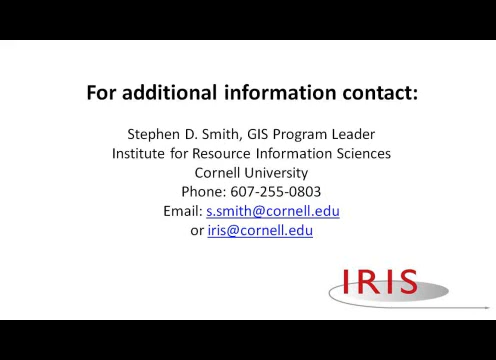 For additional information contact:
Stephen D. Smith, GIS Program Leader
Institute for Resource Information Sciences
Cornell University
Phone: 607-255-0803
Email: s.smith@cornell.edu
or iris@cornell.edu
IRIS